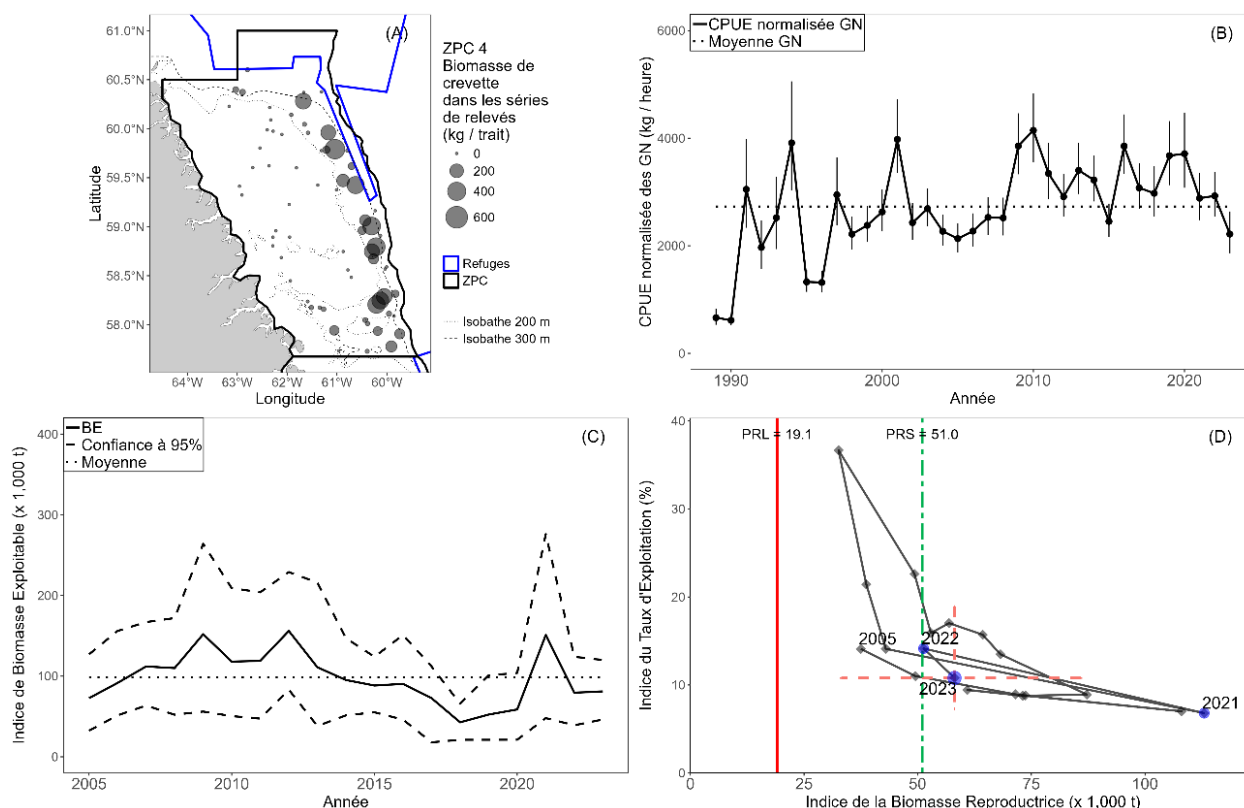 (A)
61.0°N
60.5°N
60.0°N
59.5°N
59.0°N
58.5°N
58.0°N
Latitude
64°W
63°W
62°W
61°W
60°W
Longitude
ZPC 4
Biomasse de
crevette
dans les séries
de relevés
(kg / trait)
0
200
400
600
Refuges
ZPC
Isobathe 200 m
Isobathe 300 m
CPUE normalisée GN
Moyenne GN
(B)
6000
4000
2000
0
CPUE normalisée des GN (kg / heure)
1990
2000
2010
2020
Année
BE
Confiance à 95%
Moyenne
(C)
400
300
200
100
0
Indice de Biomasse Exploitable (x 1,000 t)
2005
2010
2015
2020
Année
(D)
PRL = 19.1
PRS = 51.0
40
30
20
10
0
Indice du Taux d'Exploitation (%)
2005
2022
2023
2021
0
25
50
75
100
Indice de la Biomasse Reproductrice (x 1,000 t)